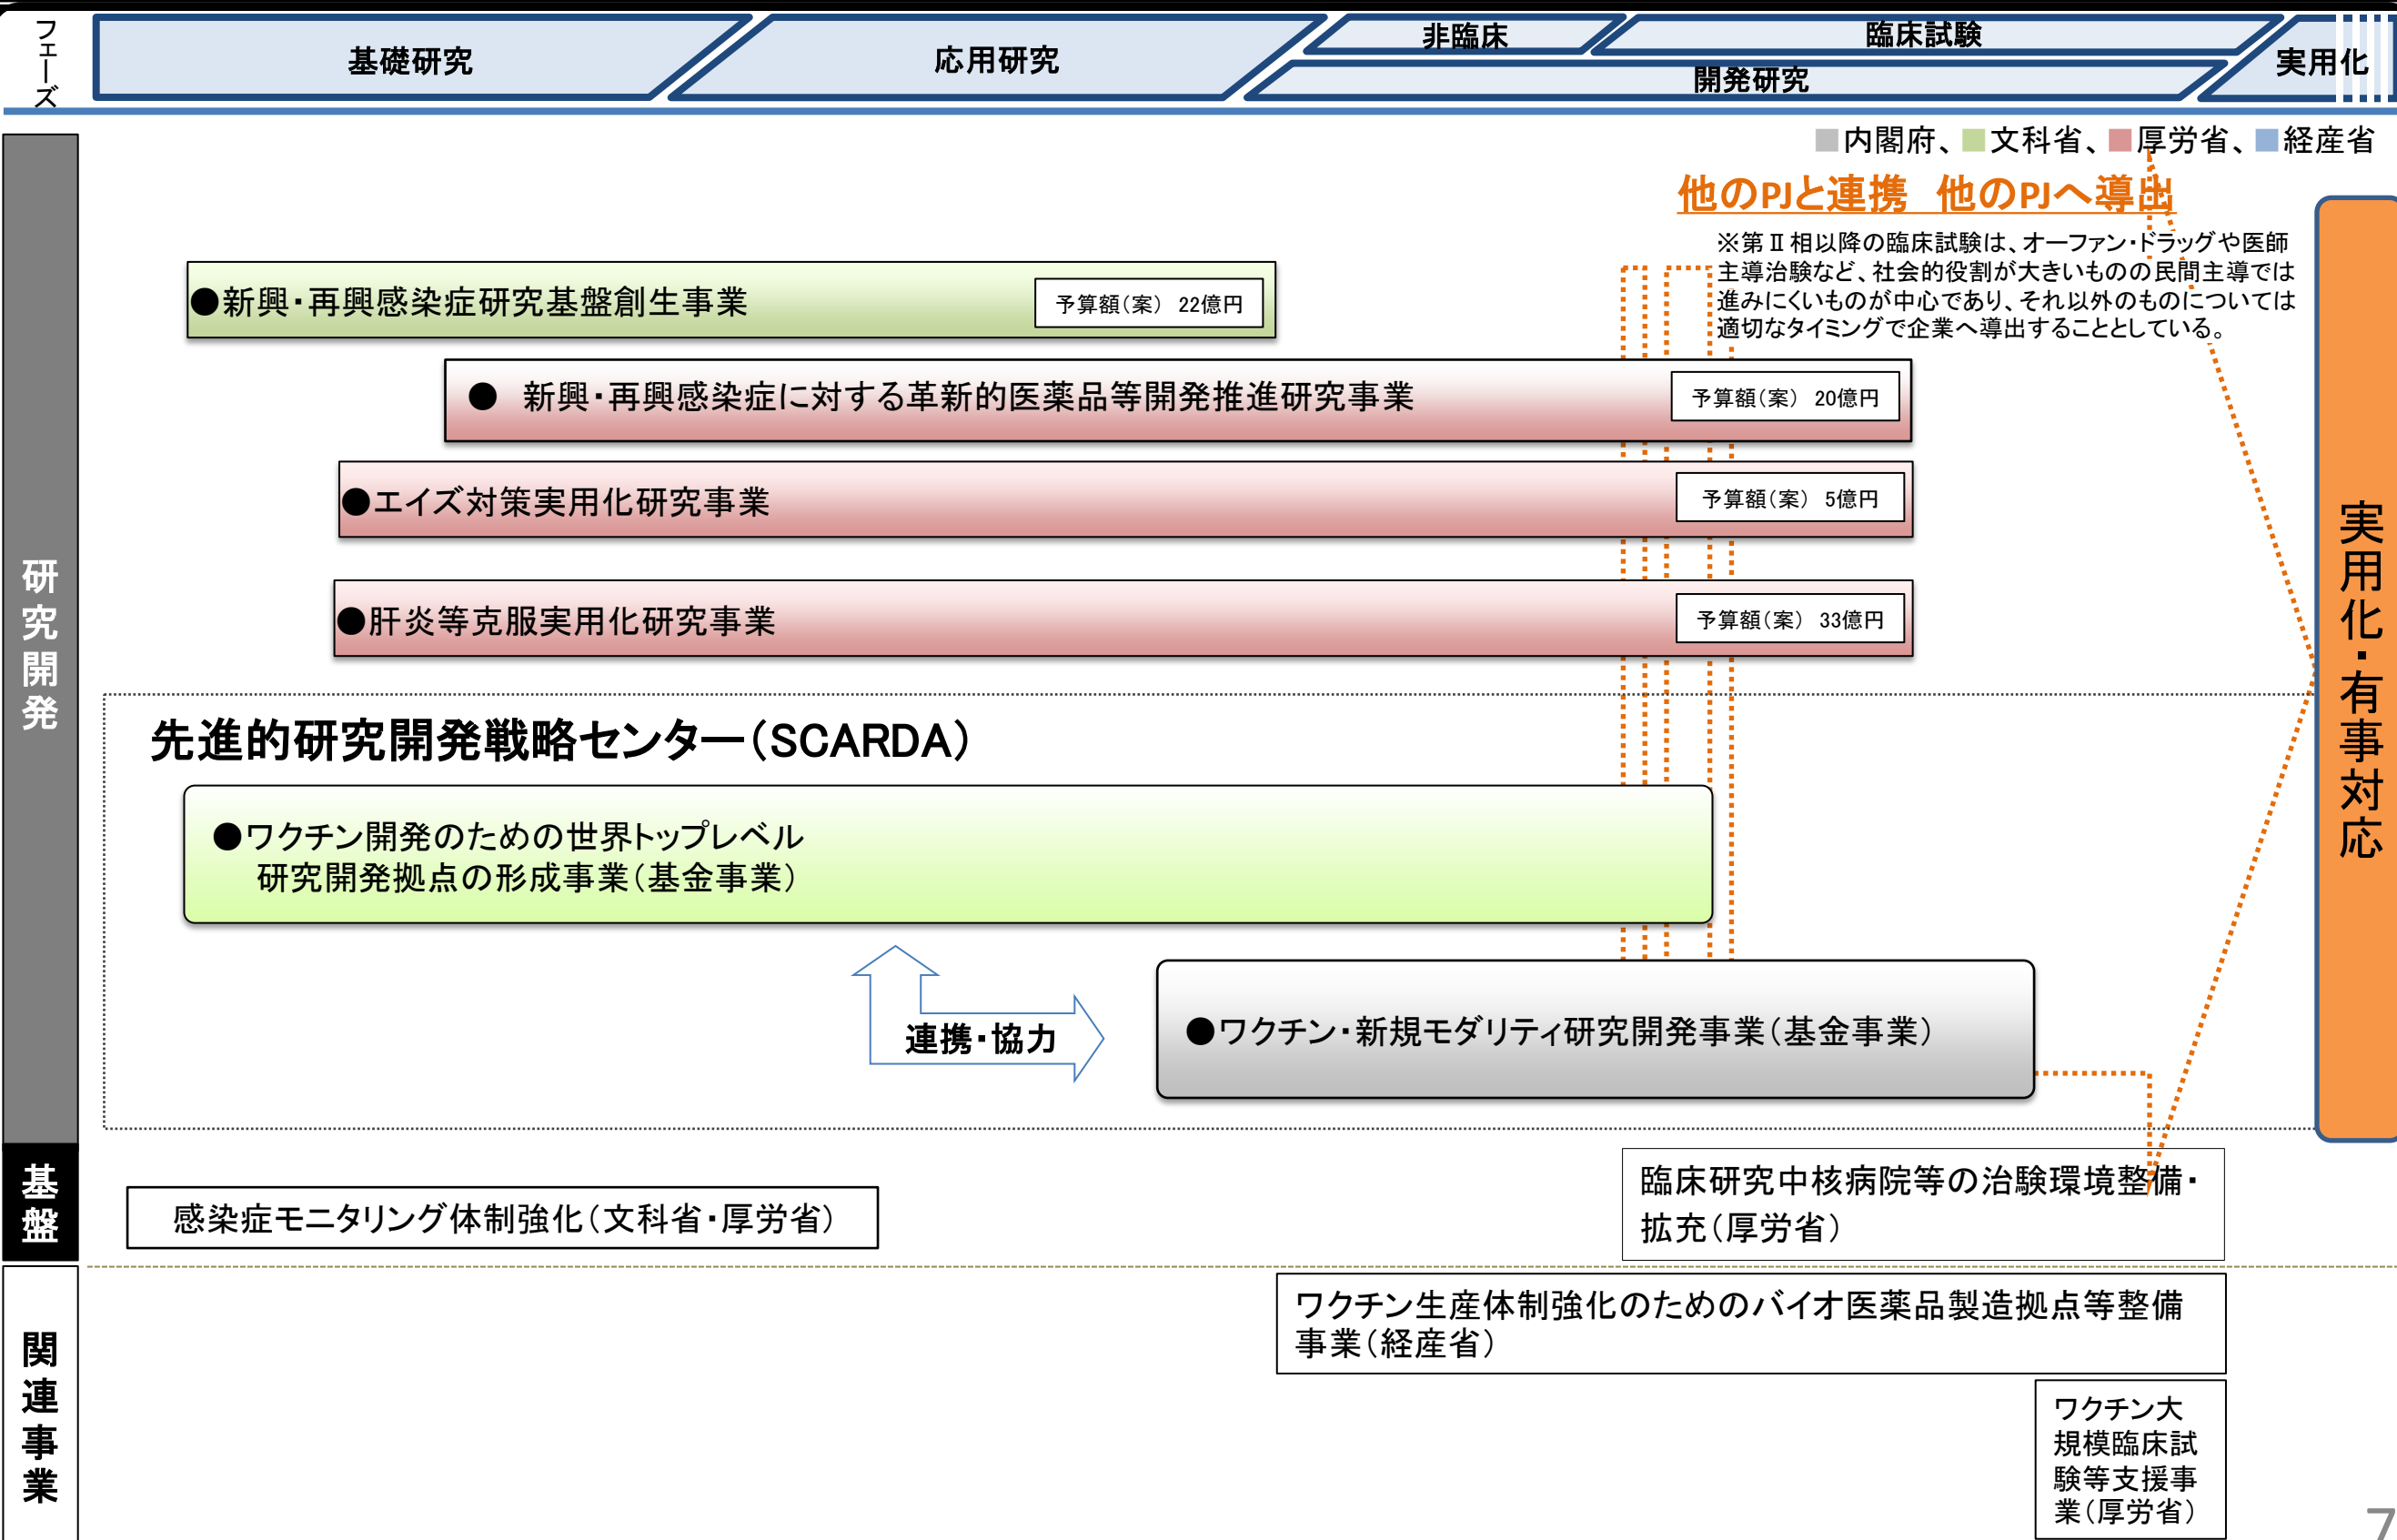 フェーズ
基礎研究
応用研究
非臨床
臨床試験
開発研究
実用化
■内閣府、■文科省、■厚労省、■経産省
他のPJと連携　他のPJへ導出
※第Ⅱ相以降の臨床試験は、オーファン・ドラッグや医師
主導治験など、社会的役割が大きいものの民間主導では
進みにくいものが中心であり、それ以外のものについては
適切なタイミングで企業へ導出することとしている。
研究開発
●新興・再興感染症研究基盤創生事業
予算額（案） 22億円
● 新興・再興感染症に対する革新的医薬品等開発推進研究事業
予算額（案） 20億円
●エイズ対策実用化研究事業
予算額（案） 5億円
●肝炎等克服実用化研究事業
予算額（案） 33億円
実用化・有事対応
先進的研究開発戦略センター（SCARDA）
●ワクチン開発のための世界トップレベル
研究開発拠点の形成事業（基金事業）
連携・協力
●ワクチン・新規モダリティ研究開発事業（基金事業）
基盤
感染症モニタリング体制強化（文科省・厚労省）
臨床研究中核病院等の治験環境整備・
拡充（厚労省）
関連事業
ワクチン生産体制強化のためのバイオ医薬品製造拠点等整備
事業（経産省）
ワクチン大
規模臨床試
験等支援事
業（厚労省）
7